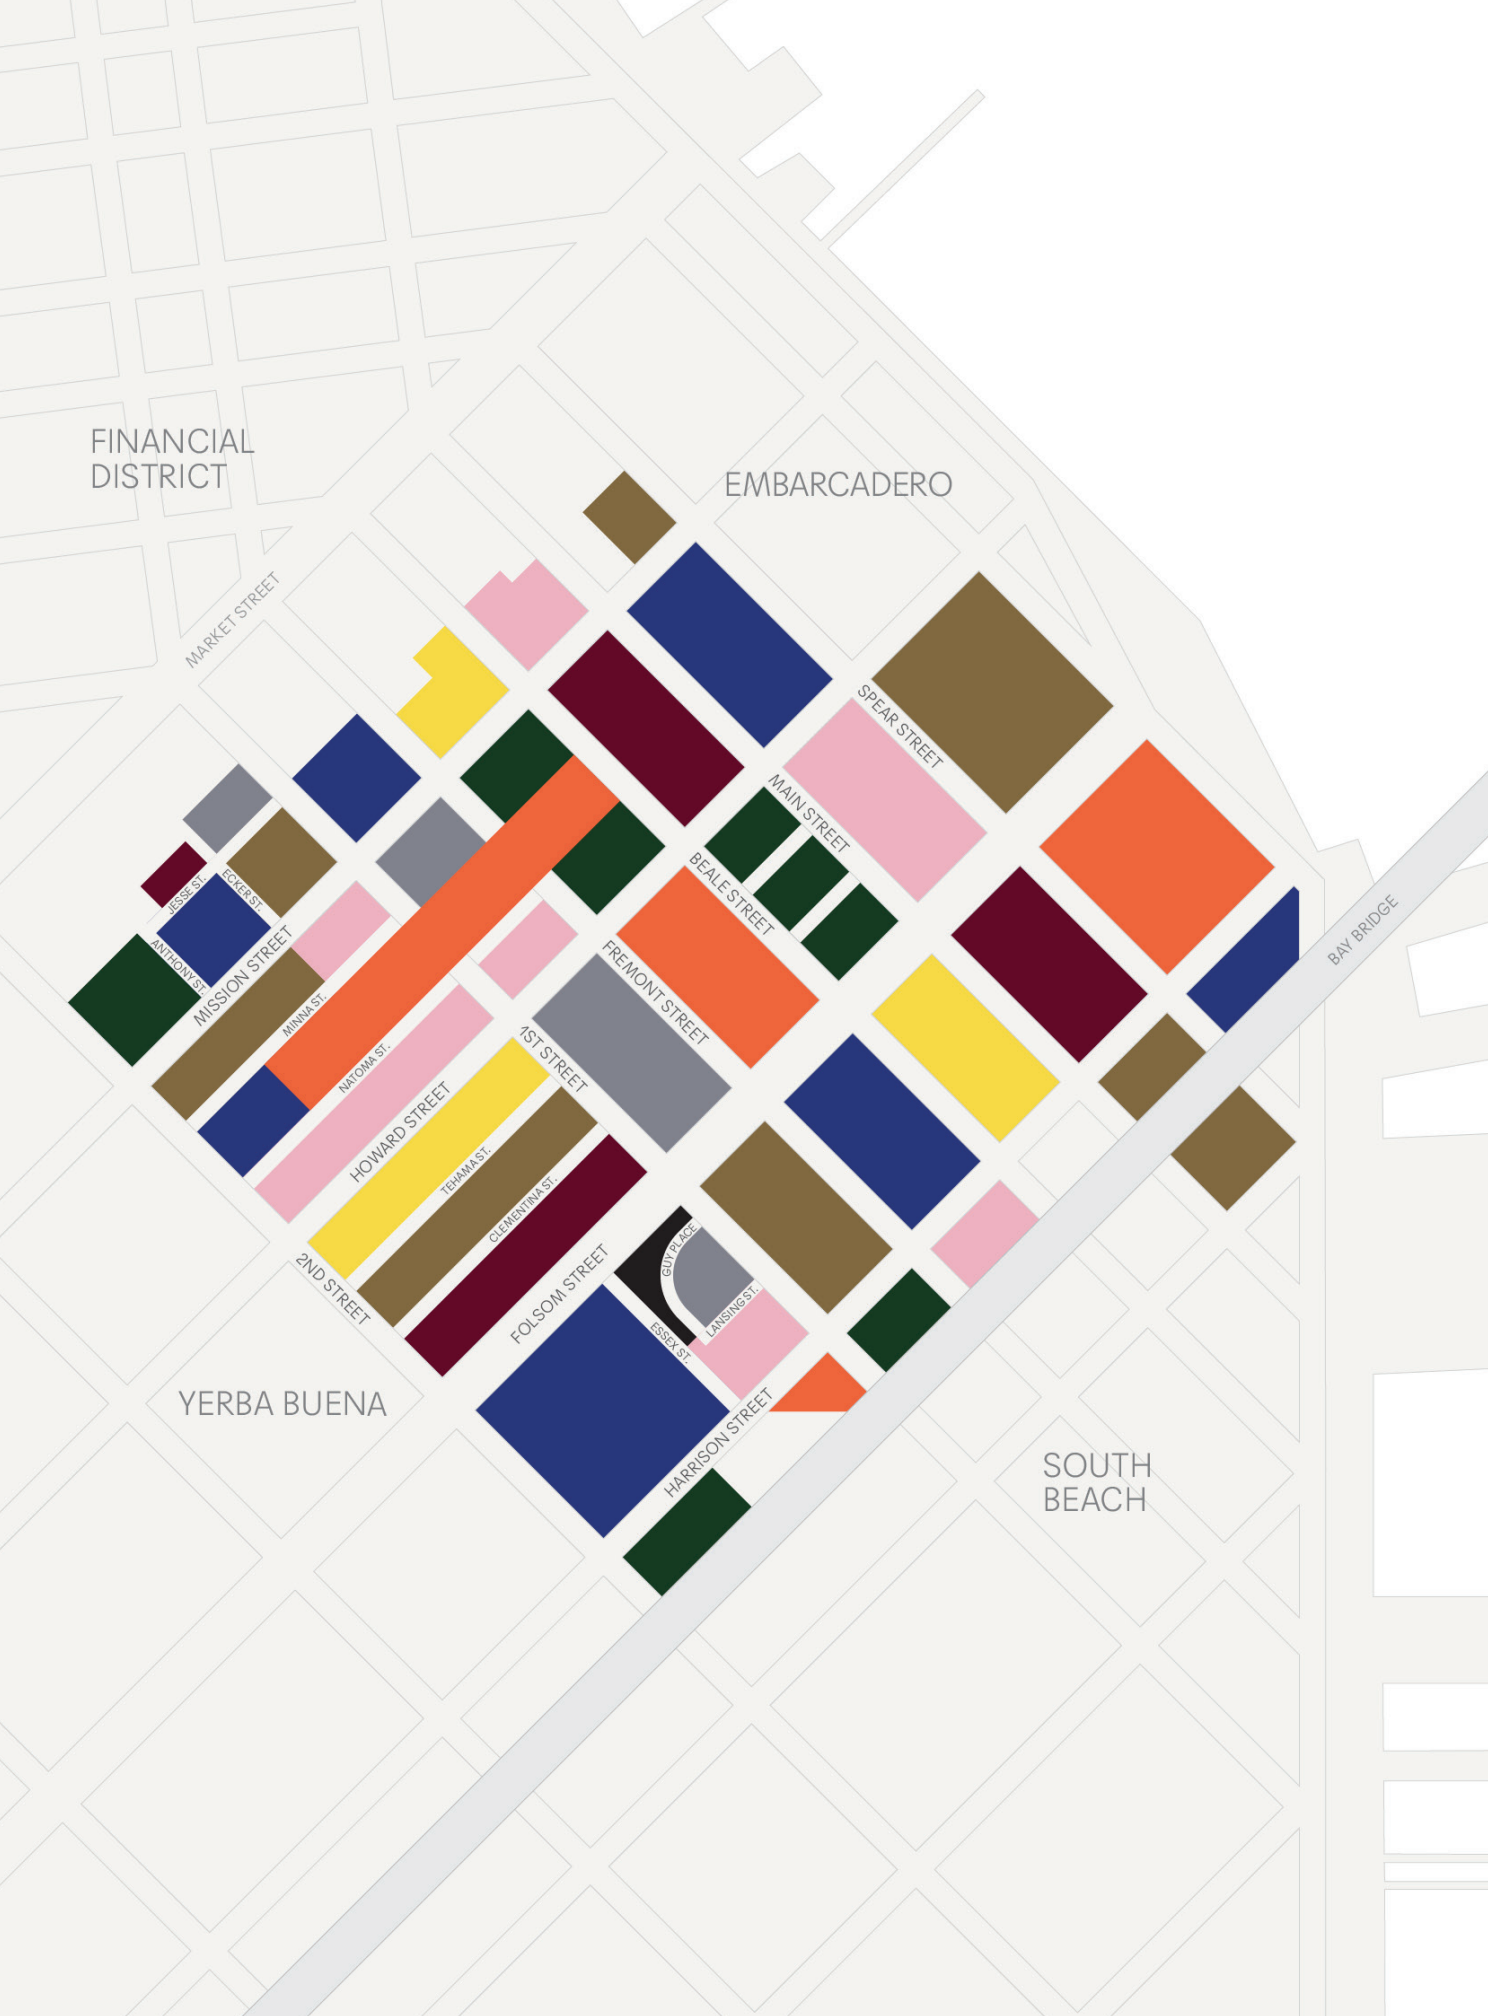 FINANCIAL
DISTRICT
EMBARCADERO
MARKET STREET
SPEAR STREET
MAIN STREET
BEALE STREET
JESSE ST.
ECKER ST.
ANTHONY ST.
MISSION STREET
FREMONT STREET
BAY BRIDGE
MINNA ST.
1ST STREET
NATOMA ST.
HOWARD STREET
TEHAMA ST.
CLEMENTINA ST.
2ND STREET
FOLSOM STREET
GUY PLACE
LANSING ST.
ESSEX ST.
HARRISON STREET
YERBA BUENA
SOUTH
BEACH